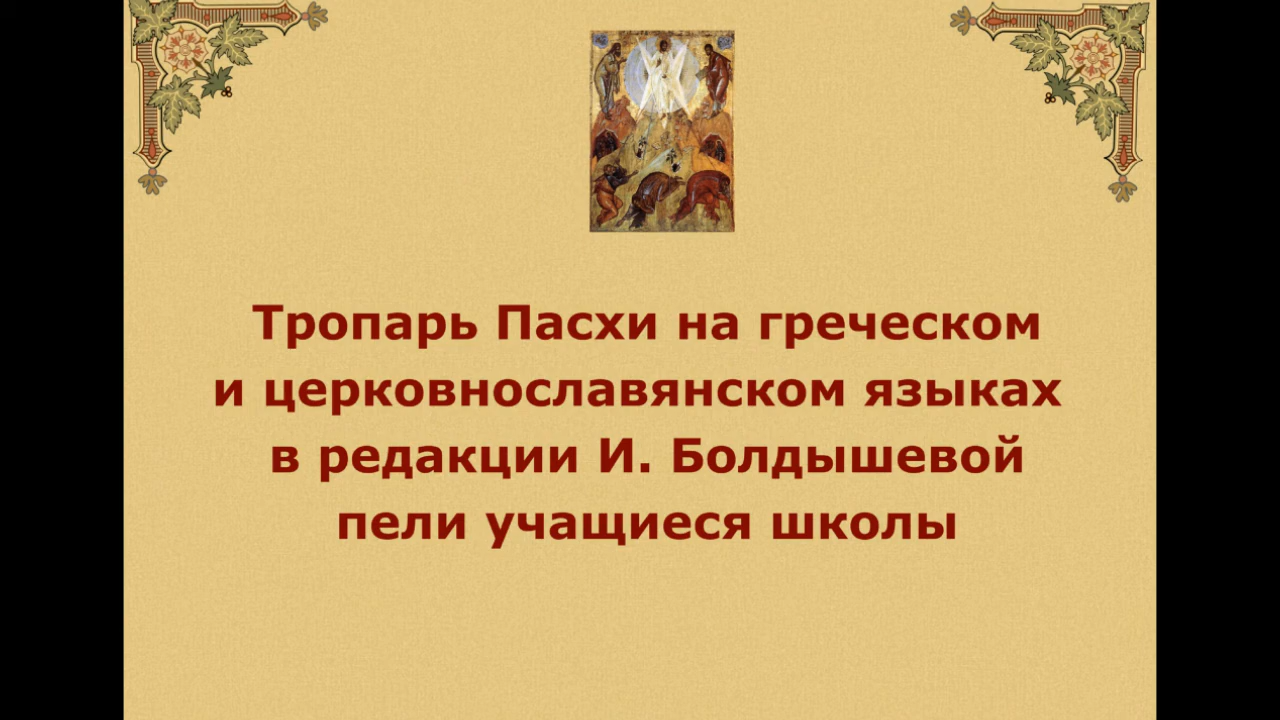 Тропарь Пасхи на греческом
и церковнославянском языках
в редакции И. Болдышевой
пели учащиеся школы